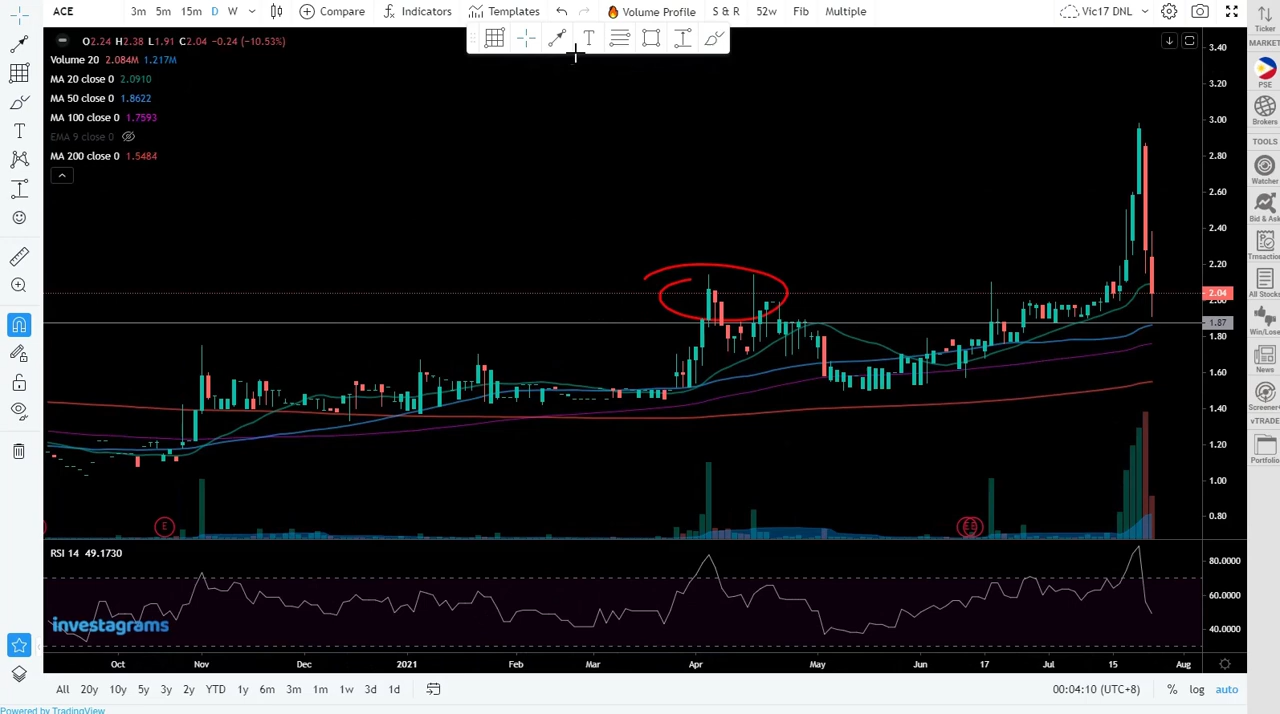 ACE 3m 5m 15m D W Compare Indicators Templates Volume Profile S & R 52w Fib Multiple Vic17 DNL
O2.24 H2.38 L1.91 C2.04 -0.24 (-10.53%)
Volume 20 2.084M 1.217M
MA 20 close 0 2.0910
MA 50 close 0 1.8622
MA 100 close 0 1.7593
EMA 9 close 0
MA 200 close 0 1.5484
T
T
3.40
3.20
3.00
2.80
2.60
2.40
2.20
2.04
2.00
1.87
1.80
1.60
1.40
1.20
1.00
0.80
E
E E
RSI 14 49.1730
80.0000
60.0000
40.0000
investagrams
Oct Nov Dec 2021 Feb Mar Apr May Jun 17 Jul 15 Aug
All 20y 10y 5y 3y 2y YTD 1y 6m 3m 1m 1w 3d 1d 00:04:10 (UTC+8) % log auto
Powered by TradingView
Ticker
MARKET
PSE
Brokers
TOOLS
Watcher
Bid & Ask
Trnsactio
All Stocks
Win/Lose
News
Screener
vTRADE
Portfolio